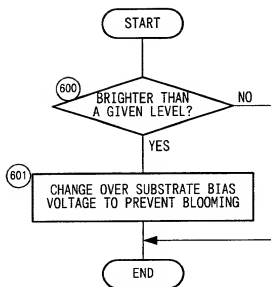 START
600
BRIGHTER THAN
A GIVEN LEVEL?
NO
YES
601
CHANGE OVER SUBSTRATE BIAS
VOLTAGE TO PREVENT BLOOMING
END